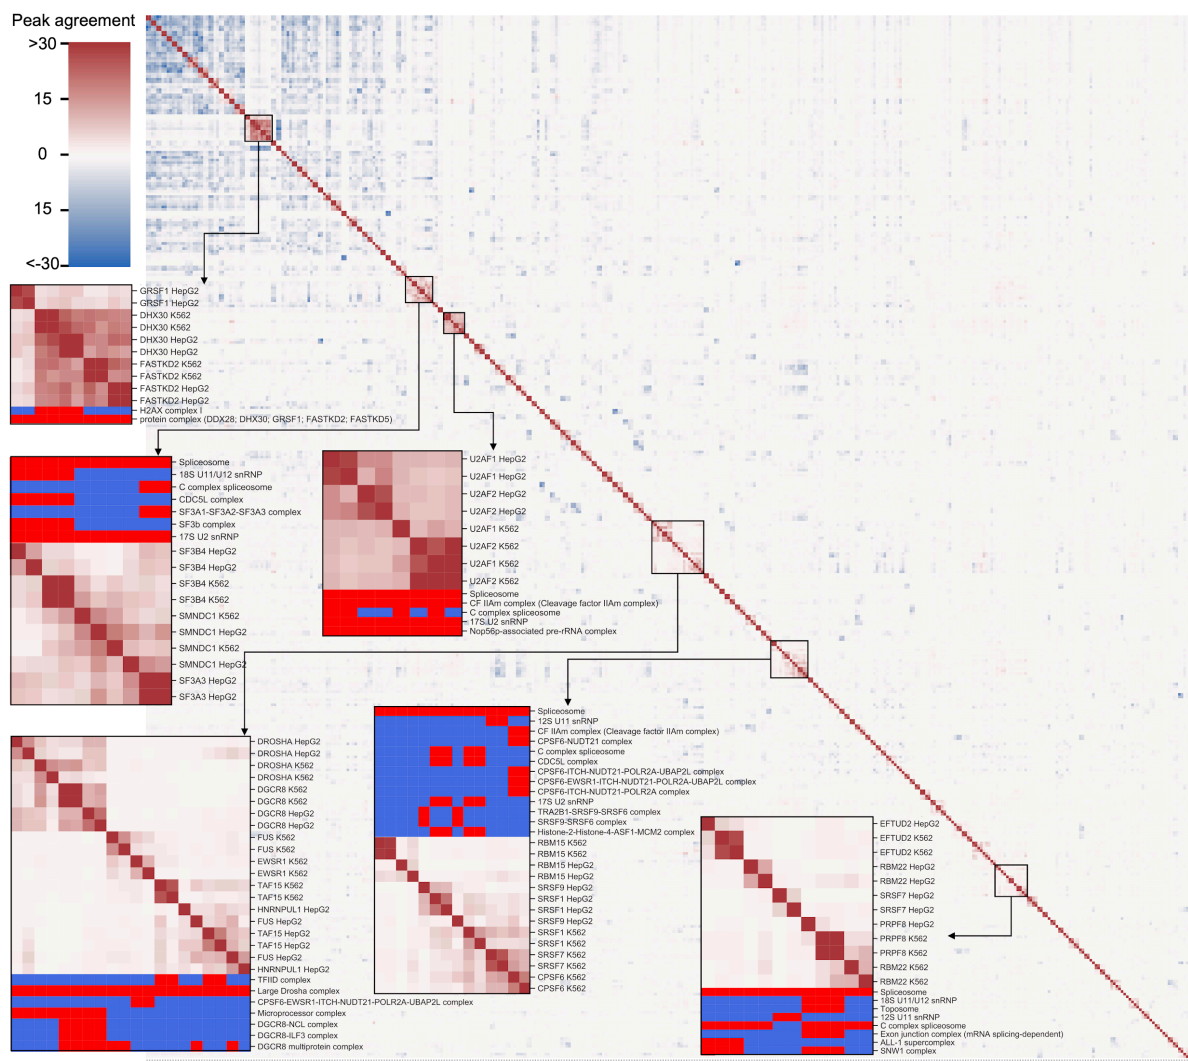 Peak agreement
>30
15
0
15
<-30
GRSF1 HepG2
GRSF1 HepG2
DHX30 K562
DHX30 K562
DHX30 HepG2
DHX30 HepG2
FASTKD2 K562
FASTKD2 K562
FASTKD2 HepG2
FASTKD2 HepG2
H2AX complex I
protein complex (DDX28; DHX30, GRSF1; FASTKD2; FASTKD5)
Spliceosome
18S U11/U12 snRNP
C complex spliceosome
CDC5L complex
SF3A1-SF3A2-SF3A3 complex
SF3b complex
17S U2 snRNP
SF3B4 HepG2
SF3B4 HepG2
SF3B4 K562
SF3B4 K562
SMNDC1 K562
SMNDC1 HepG2
SMNDC1 K562
SMNDC1 HepG2
SF3A3 HepG2
SF3A3 HepG2
U2AF1 HepG2
U2AF1 HepG2
U2AF2 HepG2
U2AF2 HepG2
U2AF1 K562
U2AF2 K562
U2AF1 K562
U2AF2 K562
Spliceosome
CF IIAm complex (Cleavage factor IIAm complex)
C complex spliceosome
17S U2 snRNP
Nop56p-associated pre-rRNA complex
DROSHA HepG2
DROSHA HepG2
DROSHA K562
DROSHA K562
DGCR8 K562
DGCR8 K562
DGCR8 HepG2
DGCR8 HepG2
FUS K562
FUS K562
EWSR1 K562
EWSR1 K562
TAF15 K562
TAF15 K562
HNRNPUL1 HepG2
FUS HepG2
TAF15 HepG2
TAF15 HepG2
FUS HepG2
HNRNPUL1 HepG2
TFIID complex
Large Drosha complex
CPSF6-EWSR1-ITCH-NUDT21-POLR2A-UBAP2L complex
Microprocessor complex
DGCR8-NCL complex
DGCR8-ILF3 complex
DGCR8 multiprotein complex
Spliceosome
12S U11 snRNP
CF IIAm complex (Cleavage factor IIAm complex)
CPSF6-NUDT21 complex
C complex spliceosome
CDC5L complex
CPSF6-ITCH-NUDT21-POLR2A-UBAP2L complex
CPSF6-EWSR1-ITCH-NUDT21-POLR2A-UBAP2L complex
CPSF6-ITCH-NUDT21-POLR2A complex
17S U2 snRNP
TRA2B1-SRSF9-SRSF6 complex
SRSF9-SRSF6 complex
Histone-2-Histone-4-ASF1-MCM2 complex
RBM15 K562
RBM15 K562
RBM15 HepG2
RBM15 HepG2
SRSF9 HepG2
SRSF1 HepG2
SRSF1 HepG2
SRSF9 HepG2
SRSF1 K562
SRSF1 K562
SRSF7 K562
SRSF7 K562
CPSF6 K562
CPSF6 K562
EFTUD2 HepG2
EFTUD2 K562
EFTUD2 K562
RBM22 HepG2
RBM22 HepG2
SRSF7 HepG2
SRSF7 HepG2
PRPF8 HepG2
PRPF8 K562
PRPF8 K562
RBM22 K562
RBM22 K562
Spliceosome
18S U11/U12 snRNP
Toposome
12S U11 snRNP
C complex spliceosome
Exon junction complex (mRNA splicing-dependent)
ALL-1 supercomplex
SNW1 complex